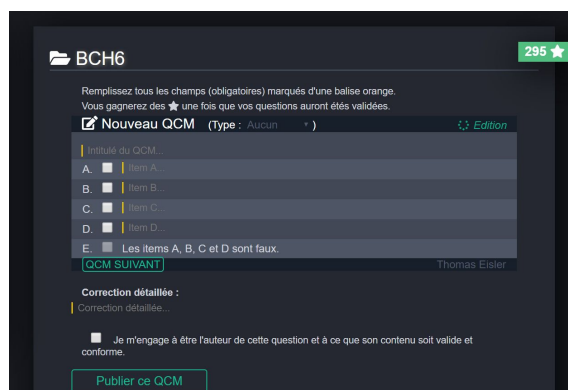 BCH6
295
Remplissez tous les champs (obligatoires) marqués d'une balise orange.
Vous gagnerez des une fois que vos questions auront étés validées.
Nouveau QCM (Type : Aucun )
Edition
Intitulé du QCM...
A. Item A...
B. Item B...
C. Item C...
D. Item D...
E. Les items A, B, C et D sont faux.
QCM SUIVANT
Thomas Eisler
Correction détaillée :
Correction détaillée...
Je m'engage à être l'auteur de cette question et à ce que son contenu soit valide et
conforme.
Publier ce QCM